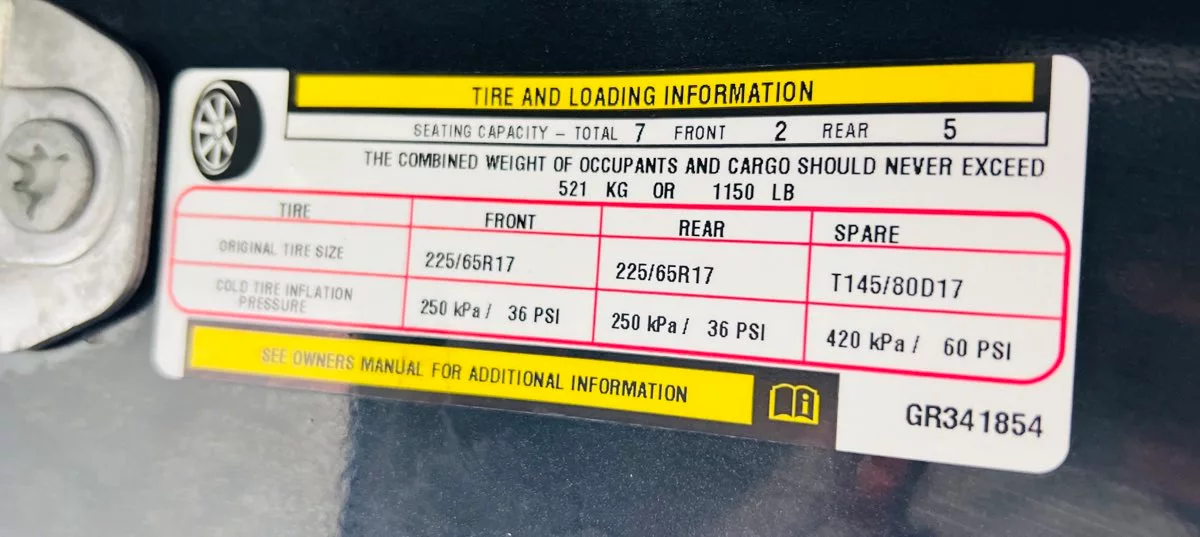 TIRE AND LOADING INFORMATION
SEATING CAPACITY – TOTAL 7 FRONT 2 REAR 5
THE COMBINED WEIGHT OF OCCUPANTS AND CARGO SHOULD NEVER EXCEED
521 KG OR 1150 LB
TIRE FRONT REAR SPARE
ORIGINAL TIRE SIZE 225/65R17 225/65R17 T145/80D17
COLD TIRE INFLATION
PRESSURE 250 kPa / 36 PSI 250 kPa / 36 PSI 420 kPa / 60 PSI
SEE OWNERS MANUAL FOR ADDITIONAL INFORMATION
GR341854